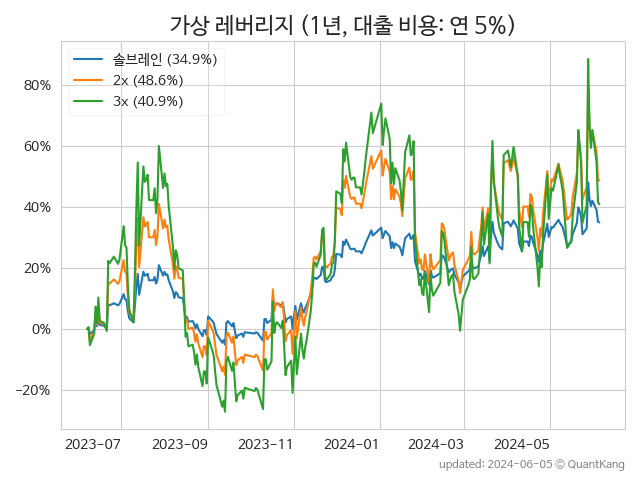 가상 레버리지 (1년, 대출 비용: 연 5%)
솔브레인 (34.9%)
2x (48.6%)
3x (40.9%)
80%
60%
40%
20%
0%
−20%
2023-07 2023-09 2023-11 2024-01 2024-03 2024-05
updated: 2024-06-05 © QuantKang